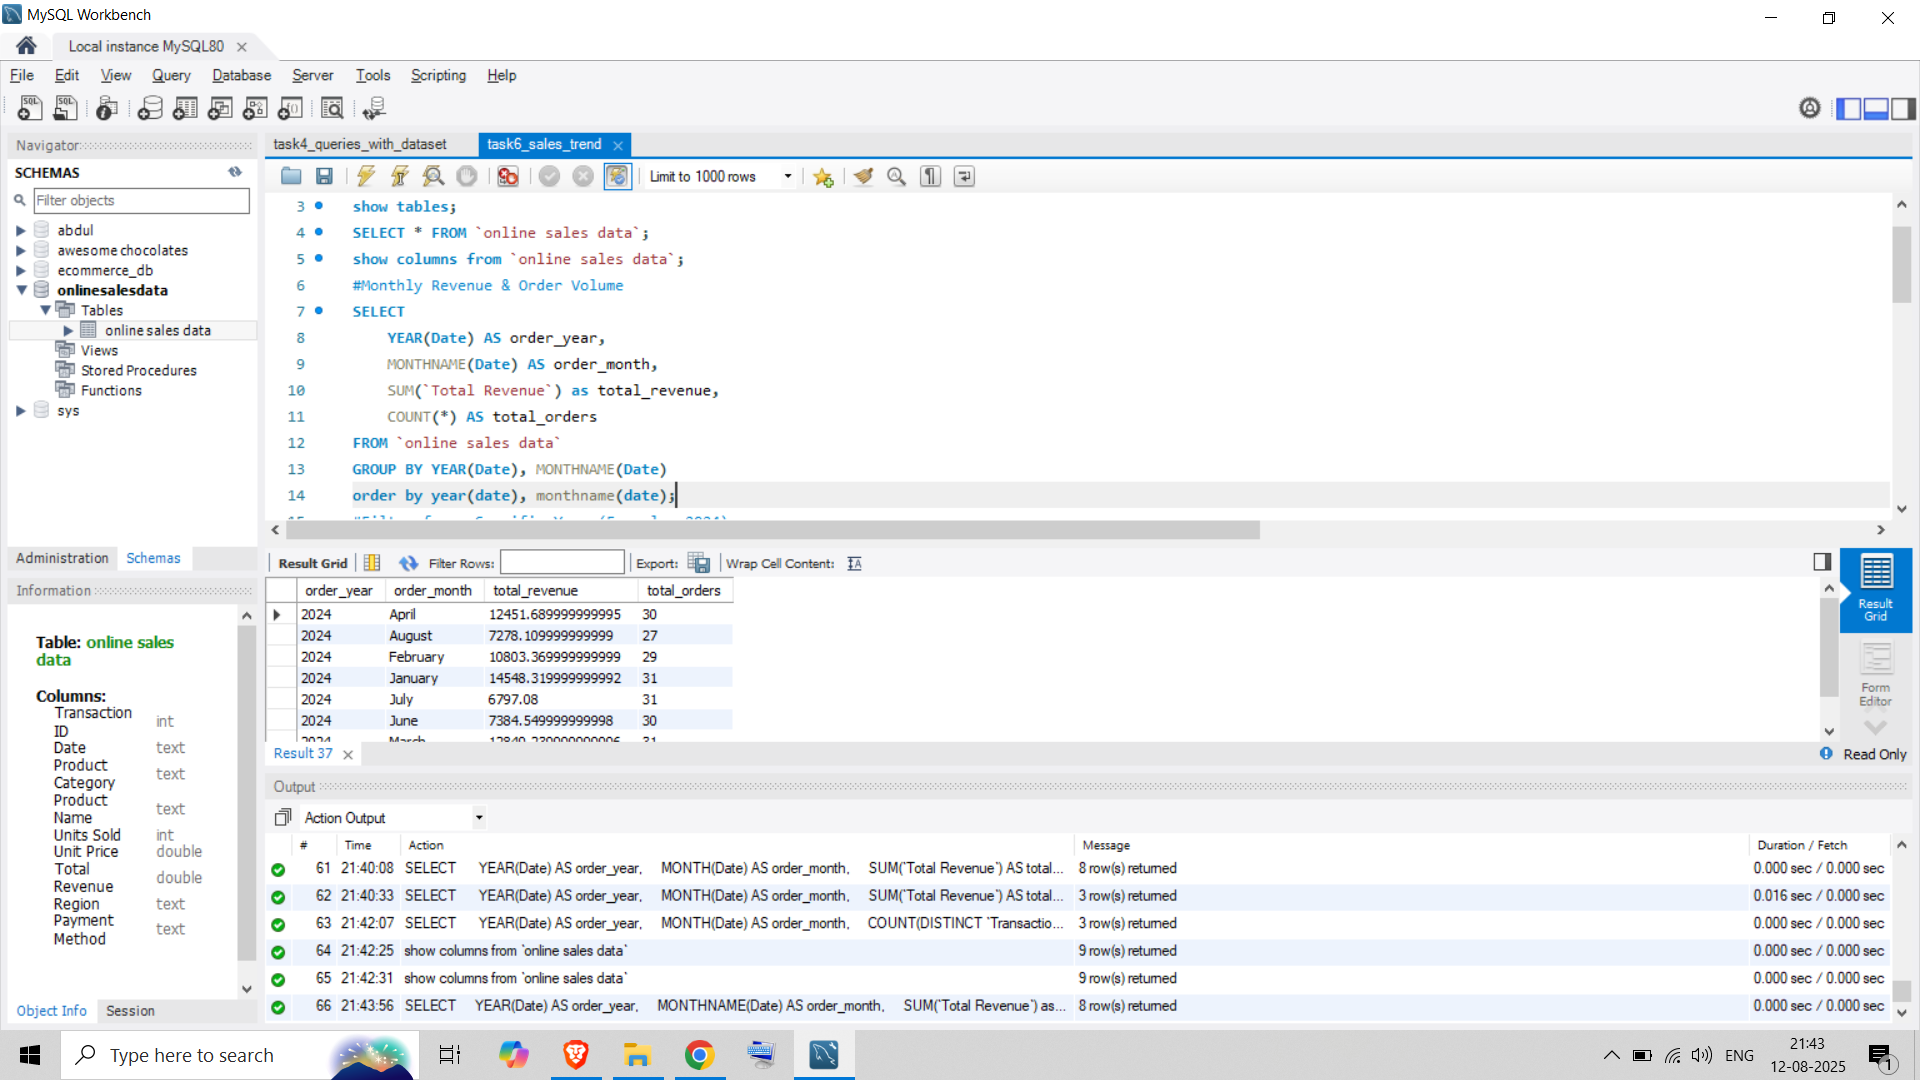 MySQL Workbench
Local instance MySQL80
File Edit View Query Database Server Tools Scripting Help
Navigator
SCHEMAS
Filter objects
abdul
awesome chocolates
ecommerce_db
onlinesalesdata
Tables
online sales data
Views
Stored Procedures
Functions
sys
Administration Schemas
Information
Table: online sales
data
Columns:
Transaction
ID int
Date text
Product
Category text
Product
Name text
Units Sold int
Unit Price double
Total
Revenue double
Region text
Payment
Method text
Object Info Session
task4_queries_with_dataset task6_sales_trend
Limit to 1000 rows
3 show tables;
4 SELECT * FROM `online sales data`;
5 show columns from `online sales data`;
6 #Monthly Revenue & Order Volume
7 SELECT
8 YEAR(Date) AS order_year,
9 MONTHNAME(Date) AS order_month,
10 SUM(`Total Revenue`) as total_revenue,
11 COUNT(*) AS total_orders
12 FROM `online sales data`
13 GROUP BY YEAR(Date), MONTHNAME(Date)
14 order by year(date), monthname(date);
Result Grid Filter Rows: Export: Wrap Cell Content:
order_year order_month total_revenue total_orders
2024 April 12451.689999999995 30
2024 August 7278.109999999999 27
2024 February 10803.369999999999 29
2024 January 14548.319999999992 31
2024 July 6797.08 31
2024 June 7384.549999999998 30
Result
Grid
Form
Editor
Result 37
Read Only
Output
Action Output
# Time Action Message Duration / Fetch
61 21:40:08 SELECT YEAR(Date) AS order_year, MONTH(Date) AS order_month, SUM(`Total Revenue`) AS total... 8 row(s) returned 0.000 sec / 0.000 sec
62 21:40:33 SELECT YEAR(Date) AS order_year, MONTH(Date) AS order_month, SUM(`Total Revenue`) AS total... 3 row(s) returned 0.016 sec / 0.000 sec
63 21:42:07 SELECT YEAR(Date) AS order_year, MONTH(Date) AS order_month, COUNT(DISTINCT `Transactio... 3 row(s) returned 0.000 sec / 0.000 sec
64 21:42:25 show columns from `online sales data` 9 row(s) returned 0.000 sec / 0.000 sec
65 21:42:31 show columns from `online sales data` 9 row(s) returned 0.000 sec / 0.000 sec
66 21:43:56 SELECT YEAR(Date) AS order_year, MONTHNAME(Date) AS order_month, SUM(`Total Revenue`) as... 8 row(s) returned 0.000 sec / 0.000 sec
Type here to search
ENG
21:43
12-08-2025
1